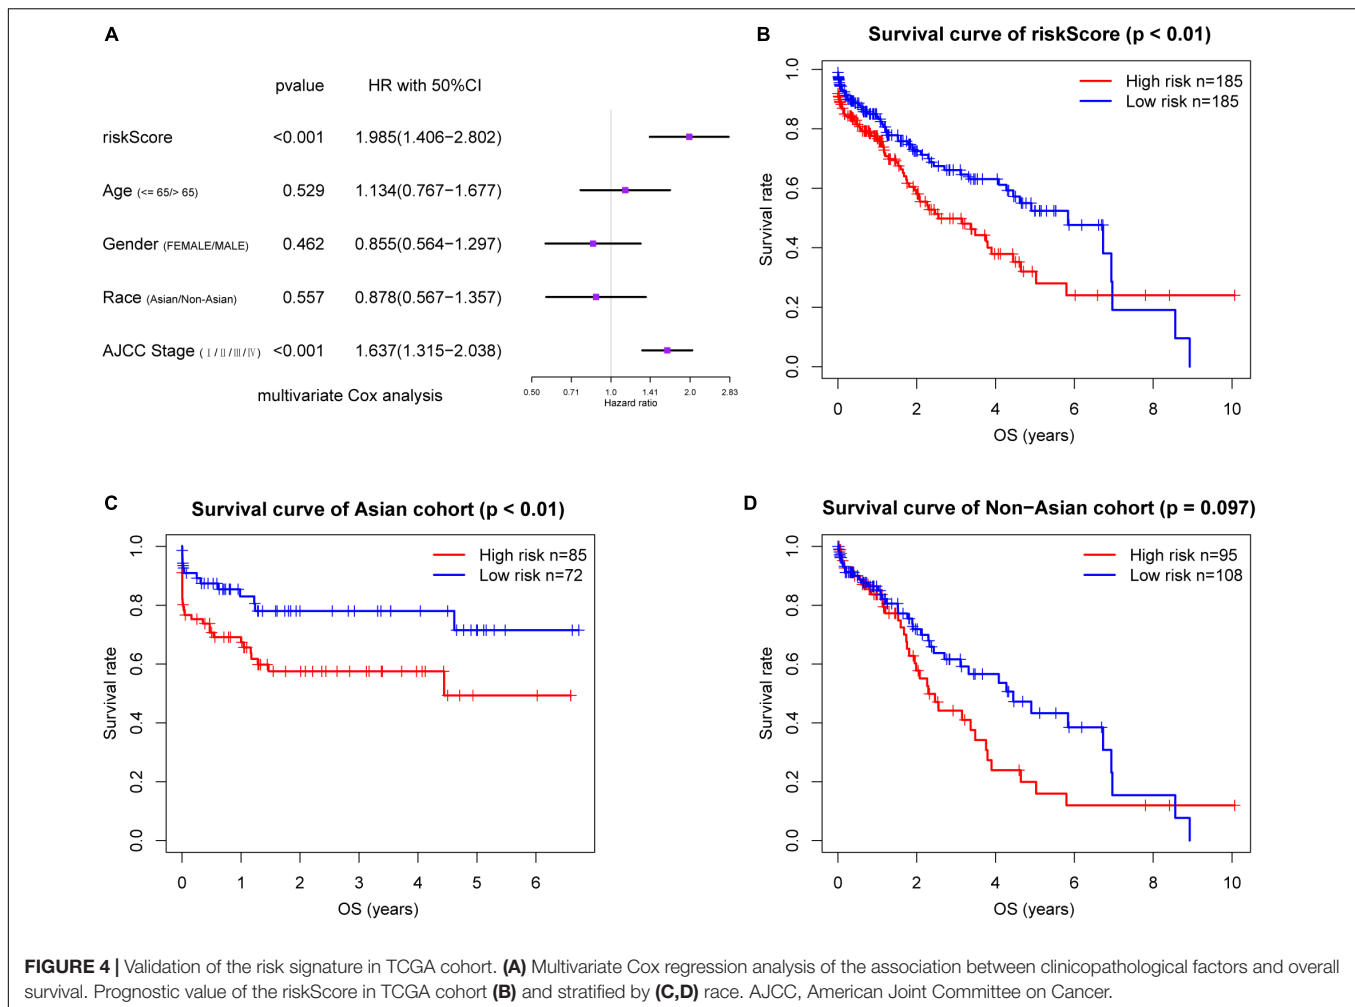 A
pvalue HR with 50%CI
riskScore <0.001 1.985(1.406−2.802)
Age (<= 65/> 65) 0.529 1.134(0.767−1.677)
Gender (FEMALE/MALE) 0.462 0.855(0.564−1.297)
Race (Asian/Non−Asian) 0.557 0.878(0.567−1.357)
AJCC Stage (Ⅰ/Ⅱ/Ⅲ/Ⅳ) <0.001 1.637(1.315−2.038)
multivariate Cox analysis
0.50 0.71 1.0 1.41 2.0 2.83
Hazard ratio
B
Survival curve of riskScore (p < 0.01)
High risk n=185
Low risk n=185
Survival rate
1.0
0.8
0.6
0.4
0.2
0.0
0 2 4 6 8 10
OS (years)
C
Survival curve of Asian cohort (p < 0.01)
High risk n=85
Low risk n=72
Survival rate
1.0
0.8
0.6
0.4
0.2
0.0
0 1 2 3 4 5 6
OS (years)
D
Survival curve of Non−Asian cohort (p = 0.097)
High risk n=95
Low risk n=108
Survival rate
1.0
0.8
0.6
0.4
0.2
0.0
0 2 4 6 8 10
OS (years)
FIGURE 4 | Validation of the risk signature in TCGA cohort. (A) Multivariate Cox regression analysis of the association between clinicopathological factors and overall
survival. Prognostic value of the riskScore in TCGA cohort (B) and stratified by (C,D) race. AJCC, American Joint Committee on Cancer.